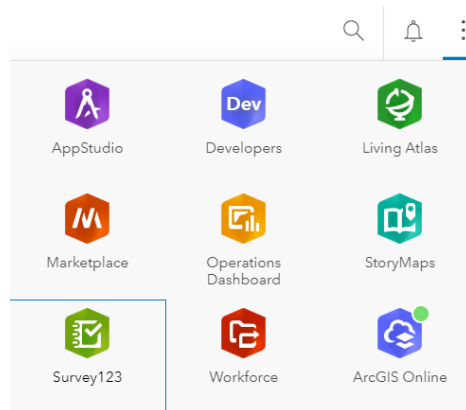 Dev
AppStudio
Developers
Living Atlas
Marketplace
Operations
Dashboard
StoryMaps
Survey123
Workforce
ArcGIS Online